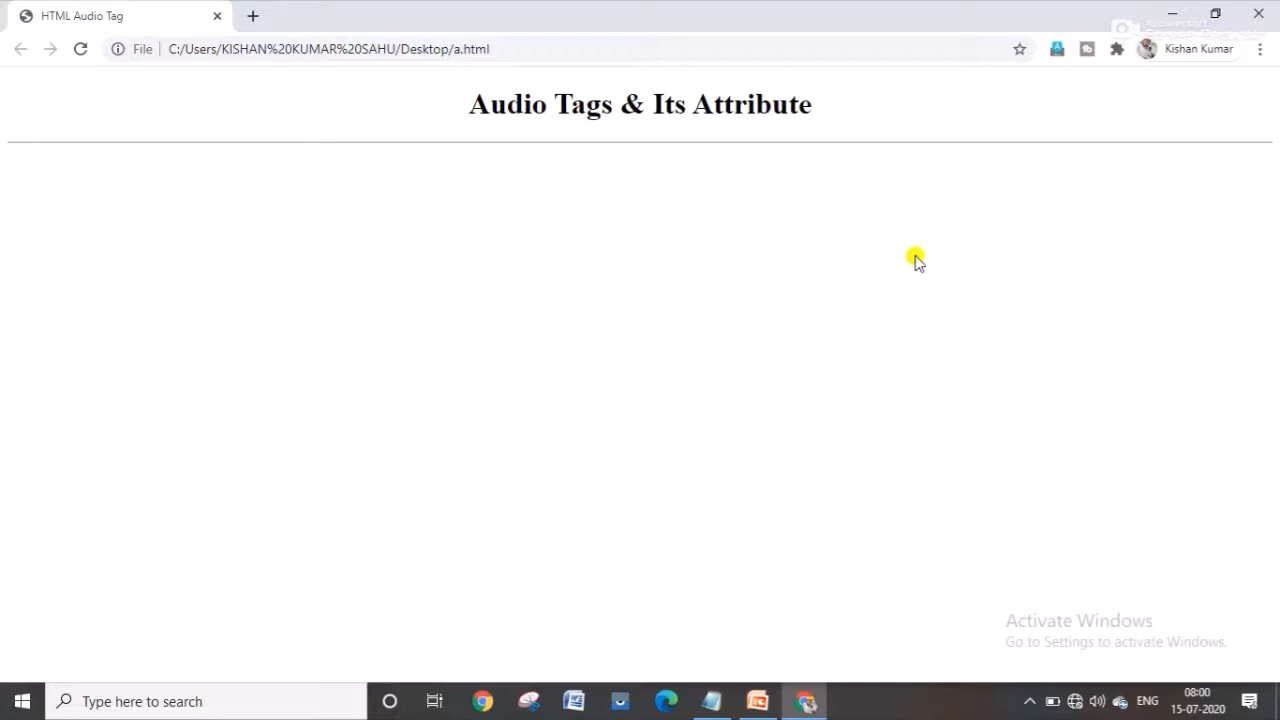 HTML Audio Tag
File
C:/Users/KISHAN%20KUMAR%20SAHU/Desktop/a.html
Kishan Kumar
Audio Tags & Its Attribute
Activate Windows
Go to Settings to activate Windows.
Type here to search
ENG
08:00
15-07-2020